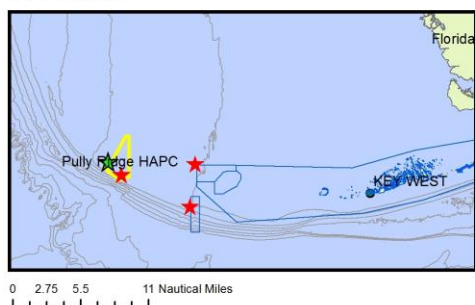 Florida
Pully Ridge HAPC
KEY WEST
0 2.75 5.5 11 Nautical Miles